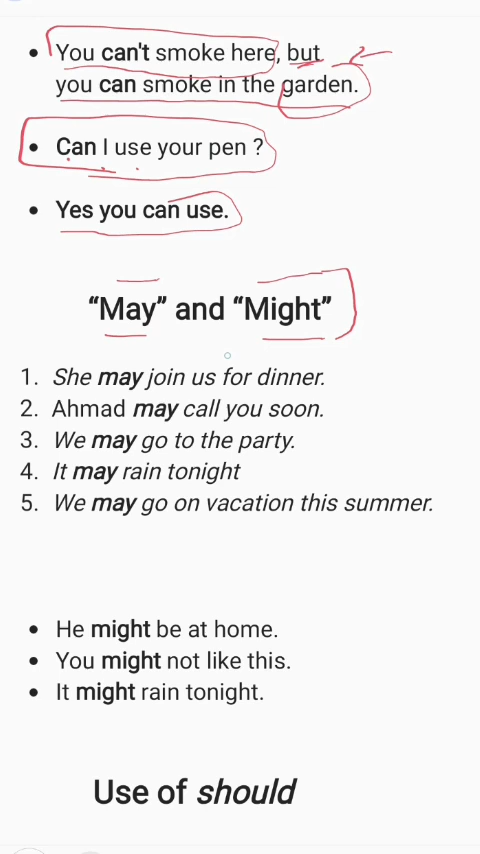 • You can't smoke here, but
you can smoke in the garden.
• Can I use your pen ?
• Yes you can use.
“May” and “Might”
1. She may join us for dinner.
2. Ahmad may call you soon.
3. We may go to the party.
4. It may rain tonight
5. We may go on vacation this summer.
• He might be at home.
• You might not like this.
• It might rain tonight.
Use of should